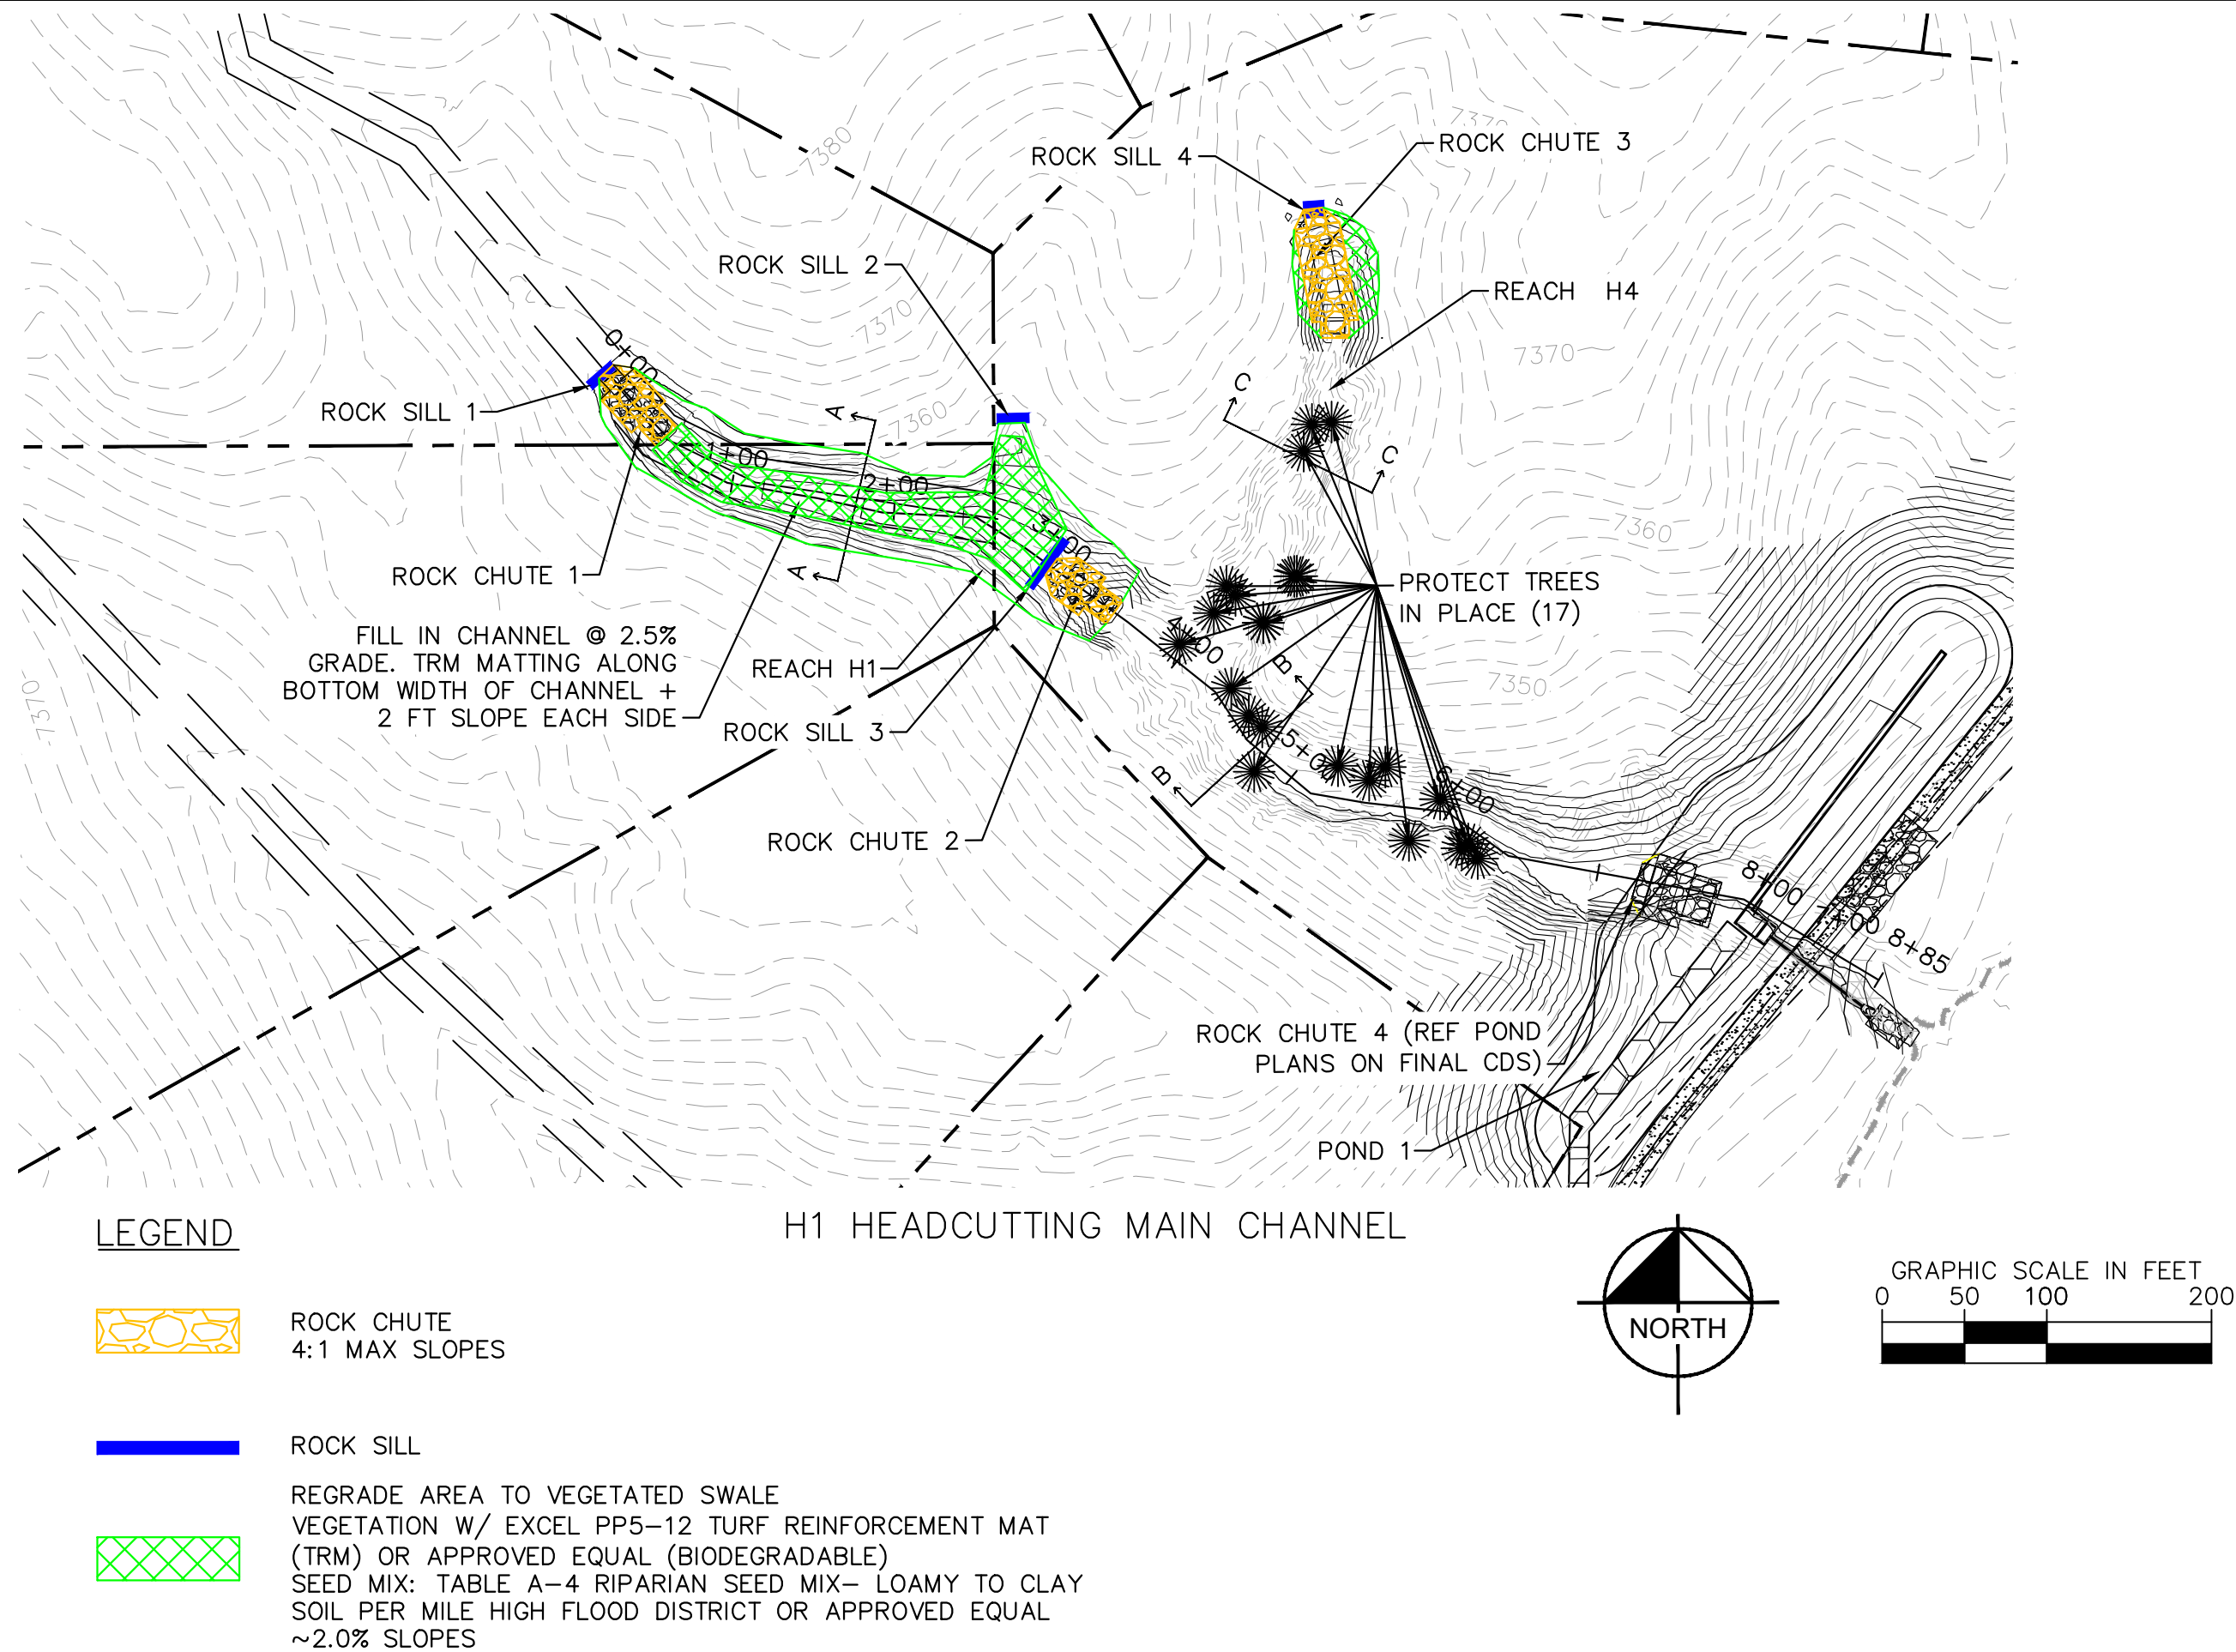 7380
7370
ROCK SILL 4
ROCK CHUTE 3
ROCK SILL 2
REACH  H4
7370
7370
0+00
ROCK SILL 1
A
7360
C
C
1+00
2+00
3+00
7360
ROCK CHUTE 1
A
PROTECT TREES
IN PLACE (17)
FILL IN CHANNEL @ 2.5%
GRADE. TRM MATTING ALONG
BOTTOM WIDTH OF CHANNEL +
2 FT SLOPE EACH SIDE
REACH H1
4+00
B
7350
7370
ROCK SILL 3
5+00
B
6+00
ROCK CHUTE 2
8+00
7+00
8+85
ROCK CHUTE 4 (REF POND
PLANS ON FINAL CDS)
POND 1
H1 HEADCUTTING MAIN CHANNEL
LEGEND
ROCK CHUTE
4:1 MAX SLOPES
ROCK SILL
REGRADE AREA TO VEGETATED SWALE
VEGETATION W/ EXCEL PP5-12 TURF REINFORCEMENT MAT
(TRM) OR APPROVED EQUAL (BIODEGRADABLE)
SEED MIX: TABLE A-4 RIPARIAN SEED MIX- LOAMY TO CLAY
SOIL PER MILE HIGH FLOOD DISTRICT OR APPROVED EQUAL
~2.0% SLOPES
NORTH
GRAPHIC SCALE IN FEET
0 50 100 200